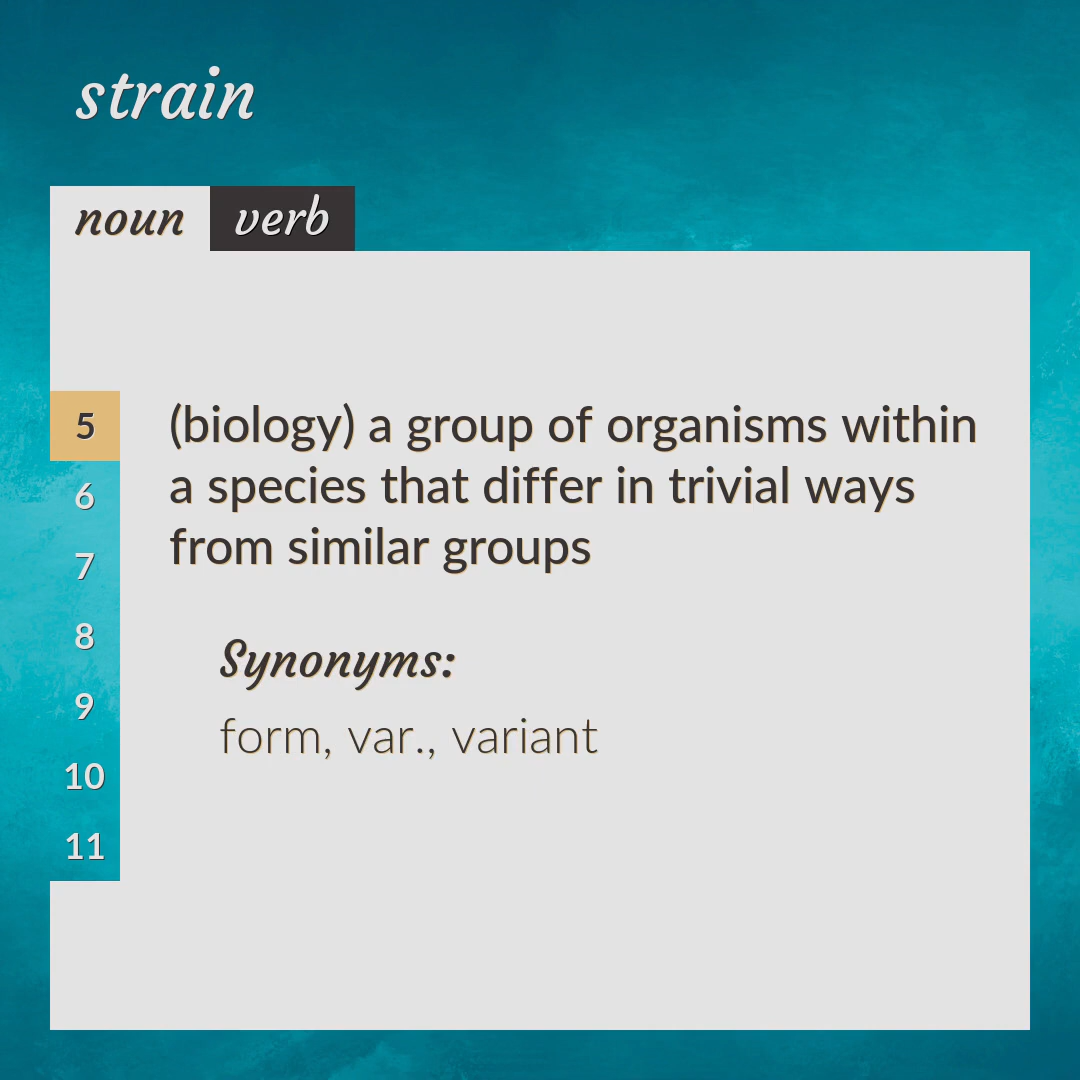 strain
noun verb
5
(biology) a group of organisms within
a species that differ in trivial ways
from similar groups
6
7
8
9
10
11
Synonyms:
form, var., variant